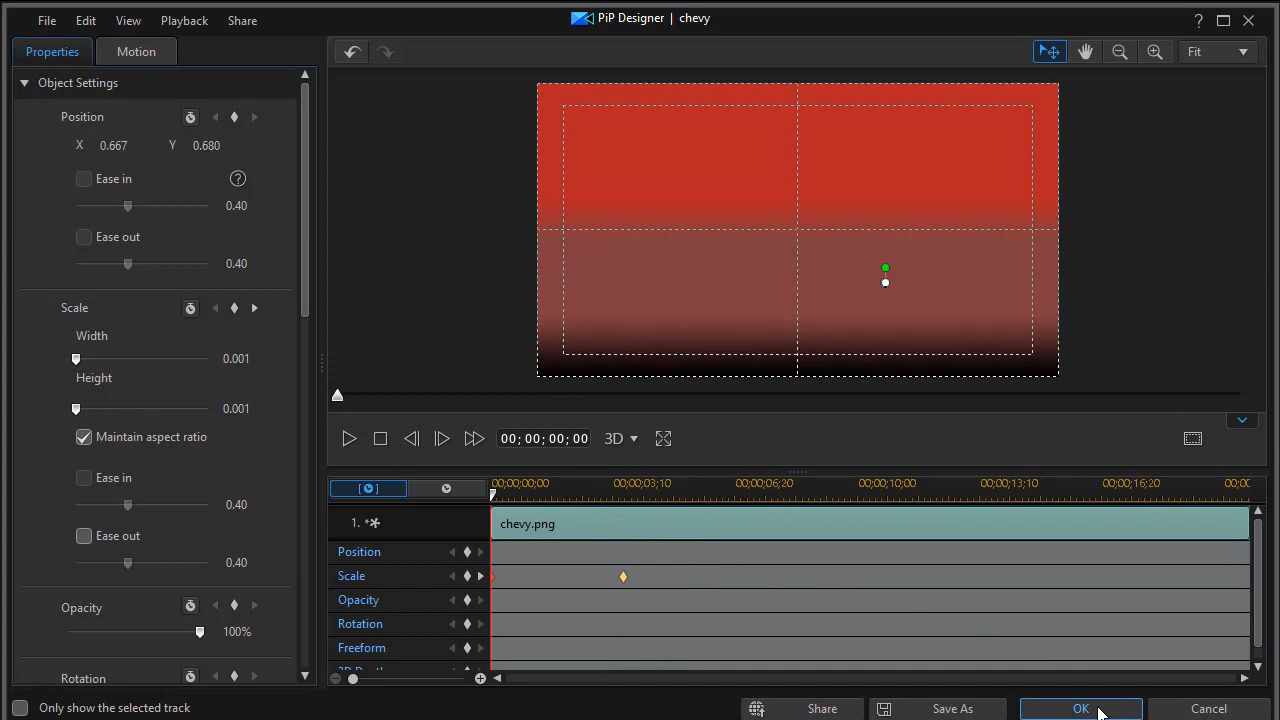 File Edit View Playback Share
PiP Designer | chevy
?
Properties Motion
Fit
Object Settings
Position
X 0.667 Y 0.680
Ease in ?
0.40
Ease out
0.40
Scale
Width
0.001
Height
0.001
Maintain aspect ratio
Ease in
0.40
Ease out
0.40
Opacity
100%
Rotation
00;00;00;00 3D
00;00;00;00 00;00;03;10 00;00;06;20 00;00;10;00 00;00;13;10 00;00;16;20 00;00
1. *
chevy.png
Position
Scale
Opacity
Rotation
Freeform
Only show the selected track
Share Save As OK Cancel